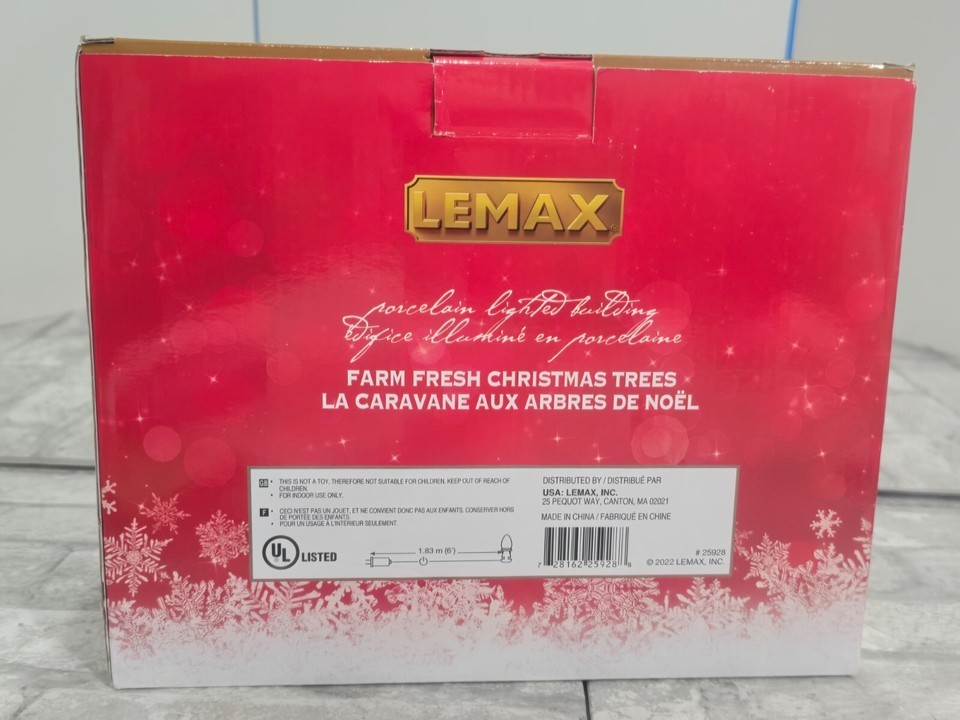 LEMAX
porcelain lighted building
édifice illuminé en porcelaine
FARM FRESH CHRISTMAS TREES
LA CARAVANE AUX ARBRES DE NOËL
GB • THIS IS NOT A TOY, THEREFORE NOT SUITABLE FOR CHILDREN. KEEP OUT OF REACH OF
CHILDREN.
• FOR INDOOR USE ONLY.
F • CECI N'EST PAS UN JOUET, ET NE CONVIENT DONC PAS AUX ENFANTS. CONSERVER HORS
DE PORTÉE DES ENFANTS.
• POUR UN USAGE A L'INTÉRIEUR SEULEMENT.
UL LISTED
1.83 m (6')
DISTRIBUTED BY / DISTRIBUÉ PAR
USA: LEMAX, INC.
25 PEQUOT WAY, CANTON, MA 02021
MADE IN CHINA / FABRIQUÉ EN CHINE
7 28162 25928 8
# 25928
© 2022 LEMAX, INC.